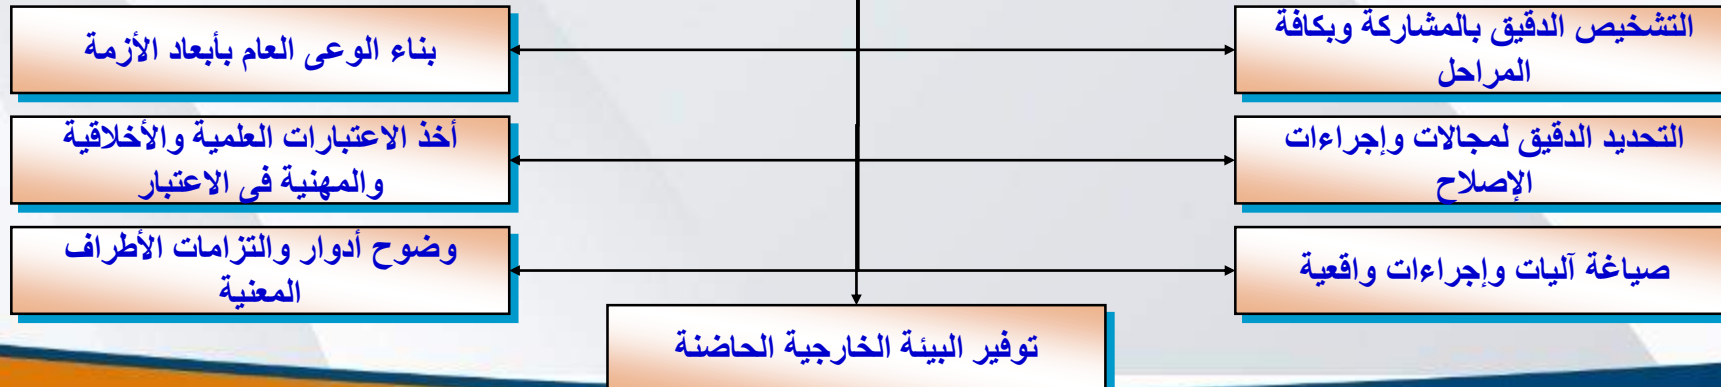 التشخيص الدقيق بالمشاركة وبكافة
المراحل
بناء الوعى العام بأبعاد الأزمة
التحديد الدقيق لمجالات وإجراءات
الإصلاح
أخذ الاعتبارات العلمية والأخلاقية
والمهنية فى الاعتبار
صياغة آليات وإجراءات واقعية
وضوح أدوار والتزامات الأطراف
المعنية
توفير البيئة الخارجية الحاضنة